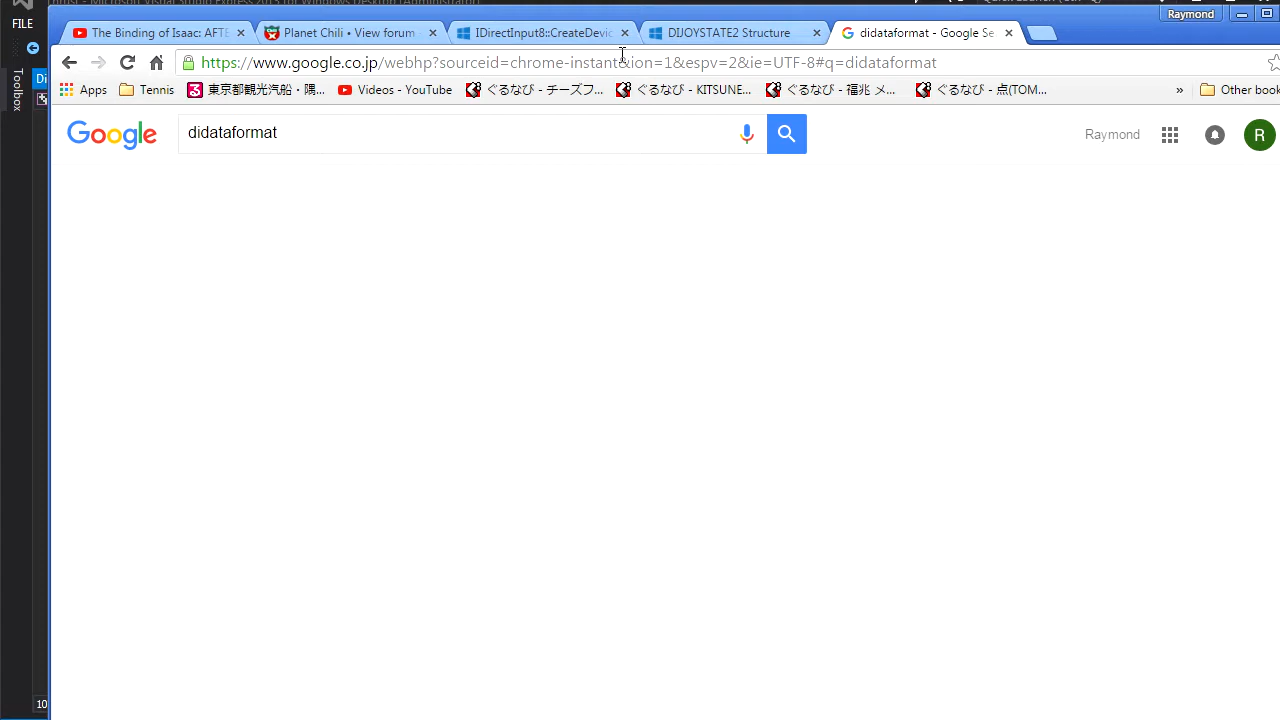 FILE
Raymond
The Binding of Isaac: AFTE
Planet Chili • View forum
IDirectInput8::CreateDevic
DIJOYSTATE2 Structure
didataformat - Google Se
https://www.google.co.jp/webhp?sourceid=chrome-instant&ion=1&espv=2&ie=UTF-8#q=didataformat
Toolbox
Di
Apps
Tennis
東京都観光汽船・隅...
Videos - YouTube
ぐるなび - チーズフ...
ぐるなび - KITSUNE...
ぐるなび - 福兆 メ...
ぐるなび - 点(TOM...
»
Other book
Google
didataformat
Raymond
R
10